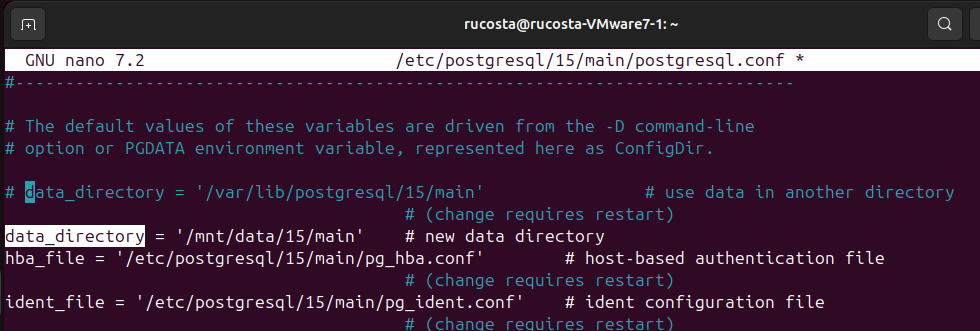 rucosta@rucosta-VMware7-1: ~
GNU nano 7.2 /etc/postgresql/15/main/postgresql.conf *
#------------------------------------------------------------------------------
# The default values of these variables are driven from the -D command-line
# option or PGDATA environment variable, represented here as ConfigDir.
# data_directory = '/var/lib/postgresql/15/main' # use data in another directory
# (change requires restart)
data_directory = '/mnt/data/15/main' # new data directory
hba_file = '/etc/postgresql/15/main/pg_hba.conf' # host-based authentication file
# (change requires restart)
ident_file = '/etc/postgresql/15/main/pg_ident.conf' # ident configuration file
# (change requires restart)